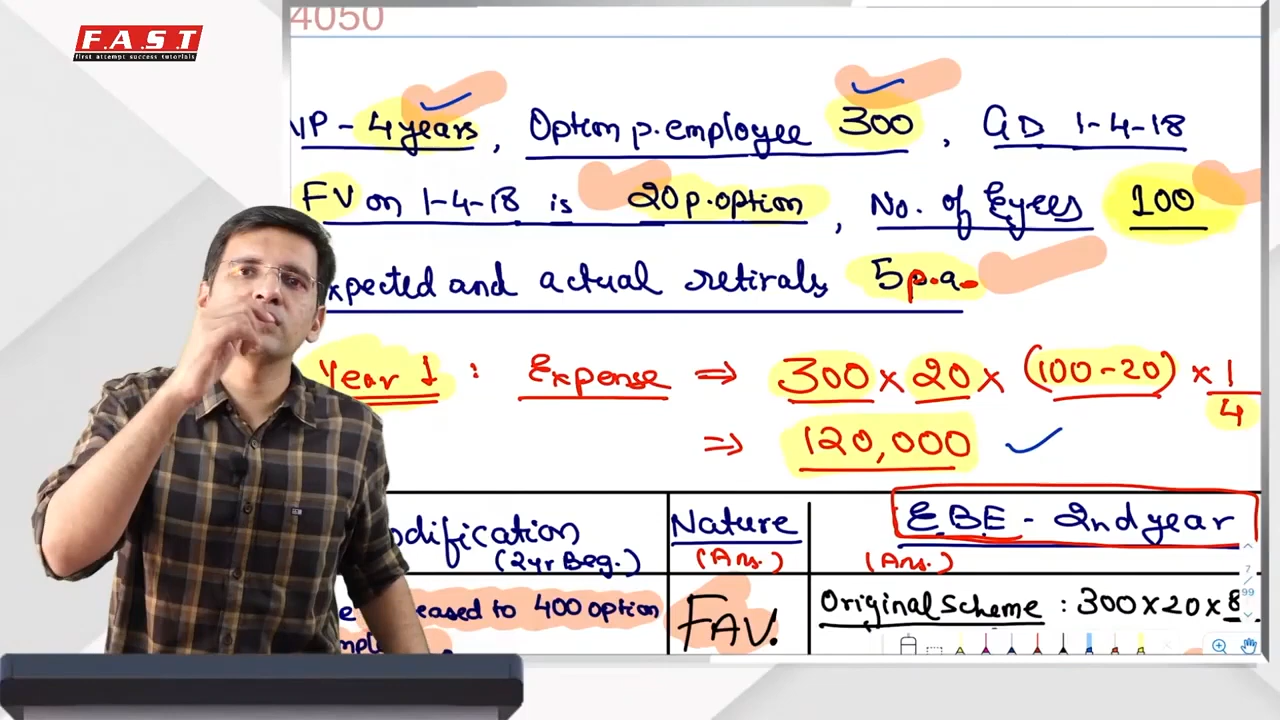 4050
F.A.S.T
first attempt success tutorials
VP - 4 years, Option p. employee 300, GD 1-4-18
FV on 1-4-18 is 20 p. option, No. of Eyees 100
xpected and actual retirals 5 p.a.
Year 1 : Expense ⇒ 300 × 20 × (100-20) × 1/4
⇒ 120,000
odification Nature EBE - 2nd year
(2yr Beg.) (Ans.) (Ans.)
eased to 400 option FAV. Original Scheme : 300 × 20 × 8
7
/
99